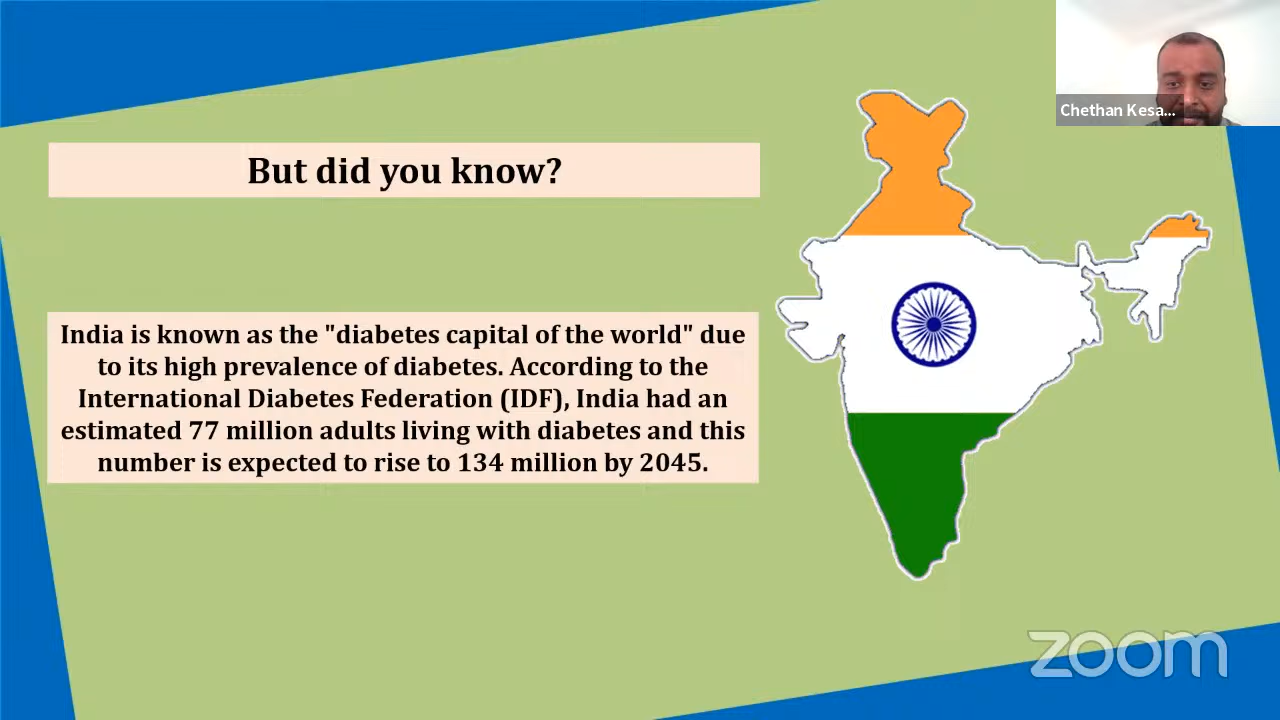 Chethan Kesa...
But did you know?
India is known as the "diabetes capital of the world" due
to its high prevalence of diabetes. According to the
International Diabetes Federation (IDF), India had an
estimated 77 million adults living with diabetes and this
number is expected to rise to 134 million by 2045.
zoom